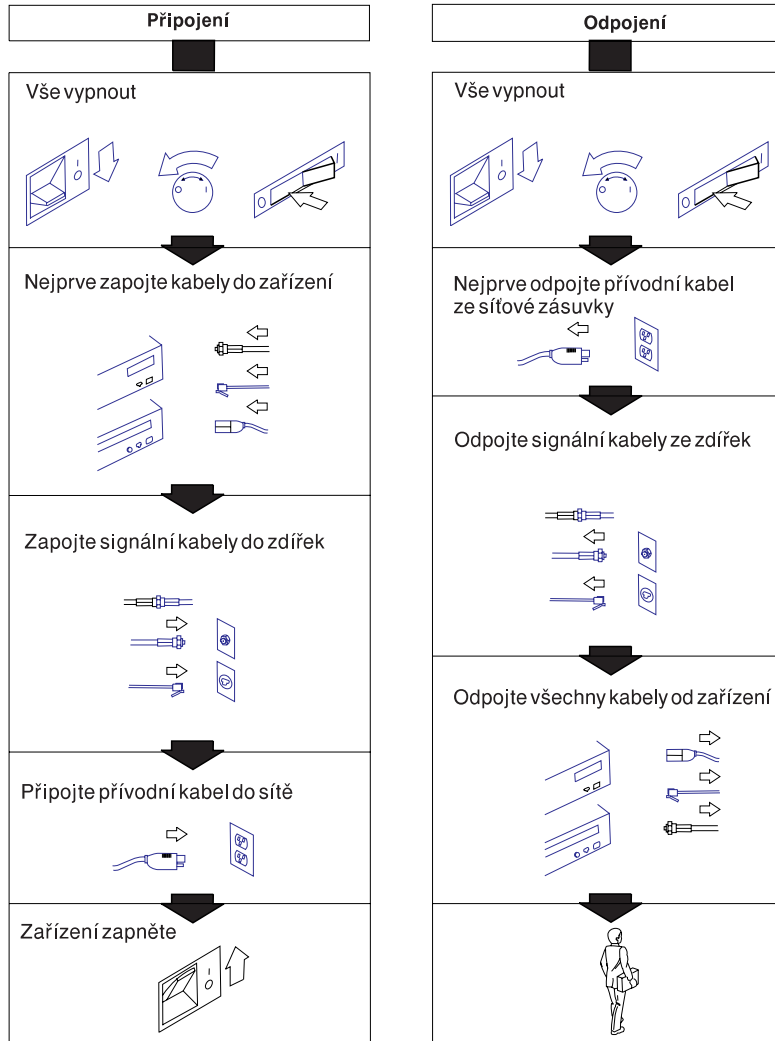 Připojení
Vše vypnout
Nejprve zapojte kabely do zařízení
Zapojte signální kabely do zdířek
Připojte přívodní kabel do sítě
Zařízení zapněte
Odpojení
Vše vypnout
Nejprve odpojte přívodní kabel
ze síťové zásuvky
Odpojte signální kabely ze zdířek
Odpojte všechny kabely od zařízení